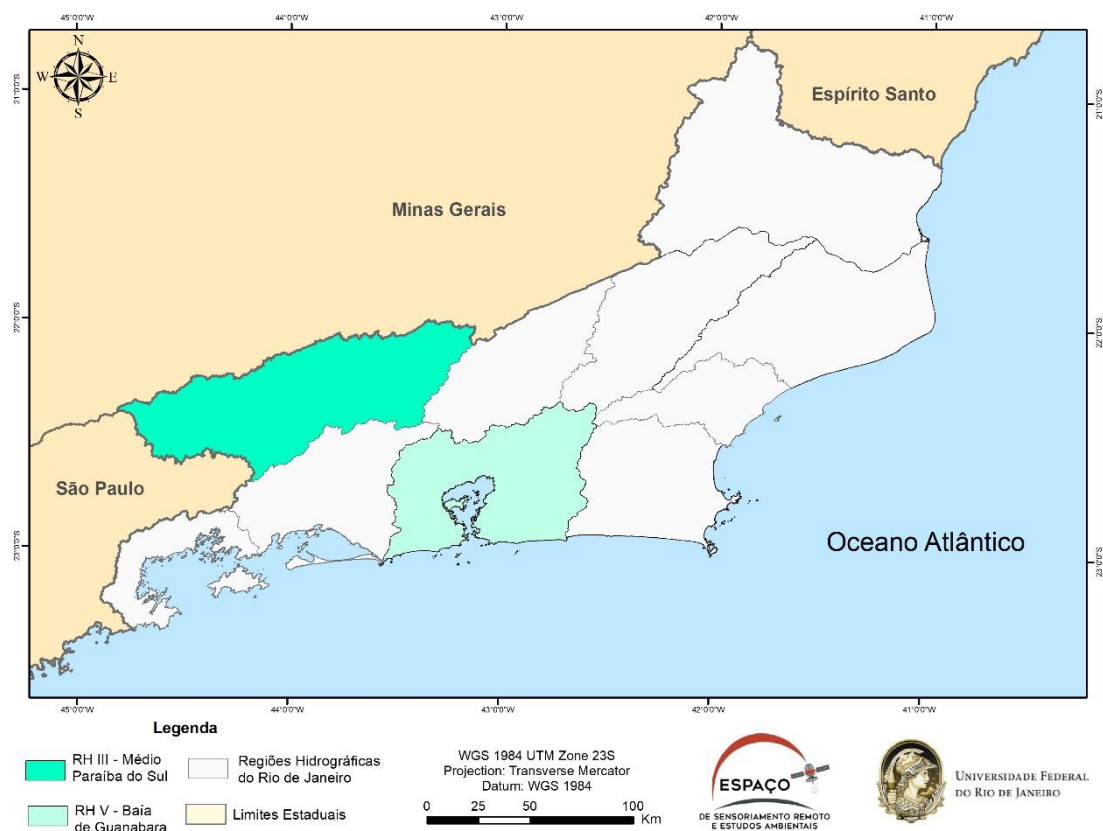 45°0'0"W
44°0'0"W
43°0'0"W
42°0'0"W
41°0'0"W
N
W
E
S
21°0'0"S
21°0'0"S
Espírito Santo
Minas Gerais
22°0'0"S
22°0'0"S
São Paulo
Oceano Atlântico
23°0'0"S
23°0'0"S
45°0'0"W
44°0'0"W
43°0'0"W
42°0'0"W
41°0'0"W
Legenda
RH III - Médio
Paraíba do Sul
Regiões Hidrográficas
do Rio de Janeiro
RH V - Baía
de Guanabara
Limites Estaduais
WGS 1984 UTM Zone 23S
Projection: Transverse Mercator
Datum: WGS 1984
0 25 50 100
Km
ESPAÇO
DE SENSORIAMENTO REMOTO
E ESTUDOS AMBIENTAIS
UNIVERSIDADE FEDERAL
DO RIO DE JANEIRO